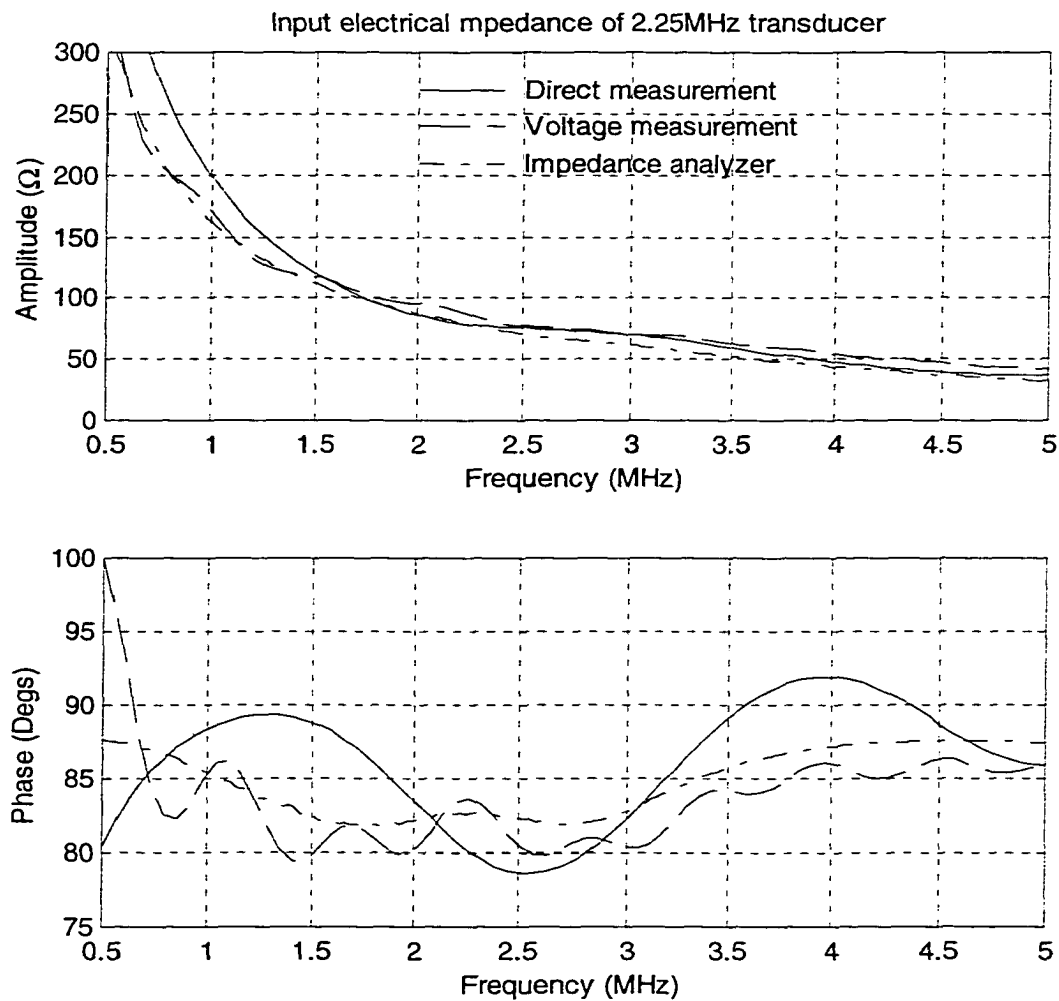 Input electrical mpedance of 2.25MHz transducer
300
250
200
150
100
50
0
Amplitude (Ω)
Direct measurement
Voltage measurement
Impedance analyzer
0.5 1 1.5 2 2.5 3 3.5 4 4.5 5
Frequency (MHz)
100
95
90
85
80
75
Phase (Degs)
0.5 1 1.5 2 2.5 3 3.5 4 4.5 5
Frequency (MHz)